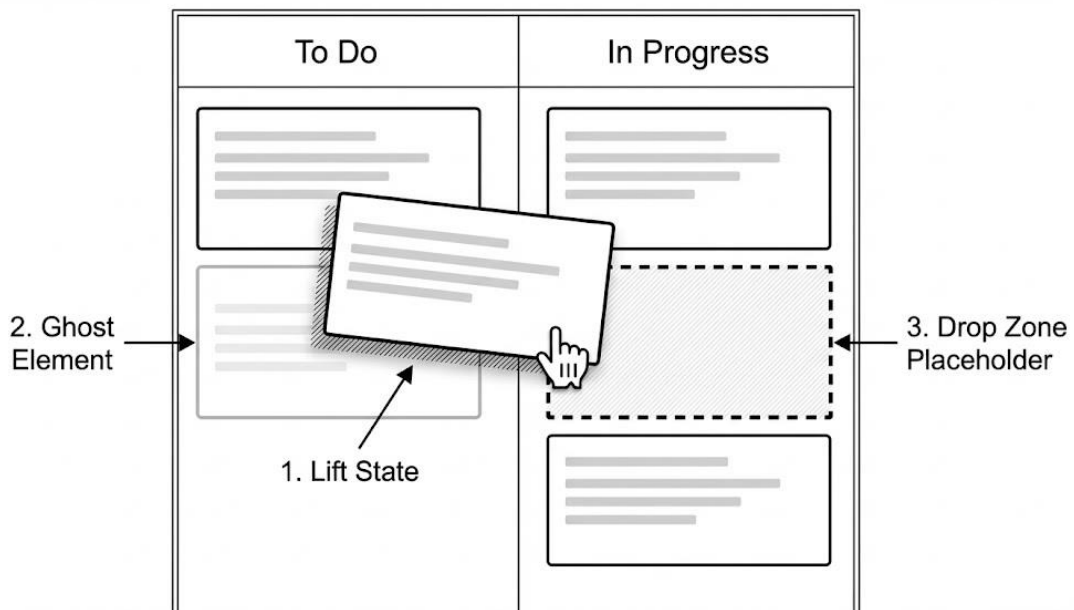 To Do
In Progress
2. Ghost
Element
3. Drop Zone
Placeholder
1. Lift State